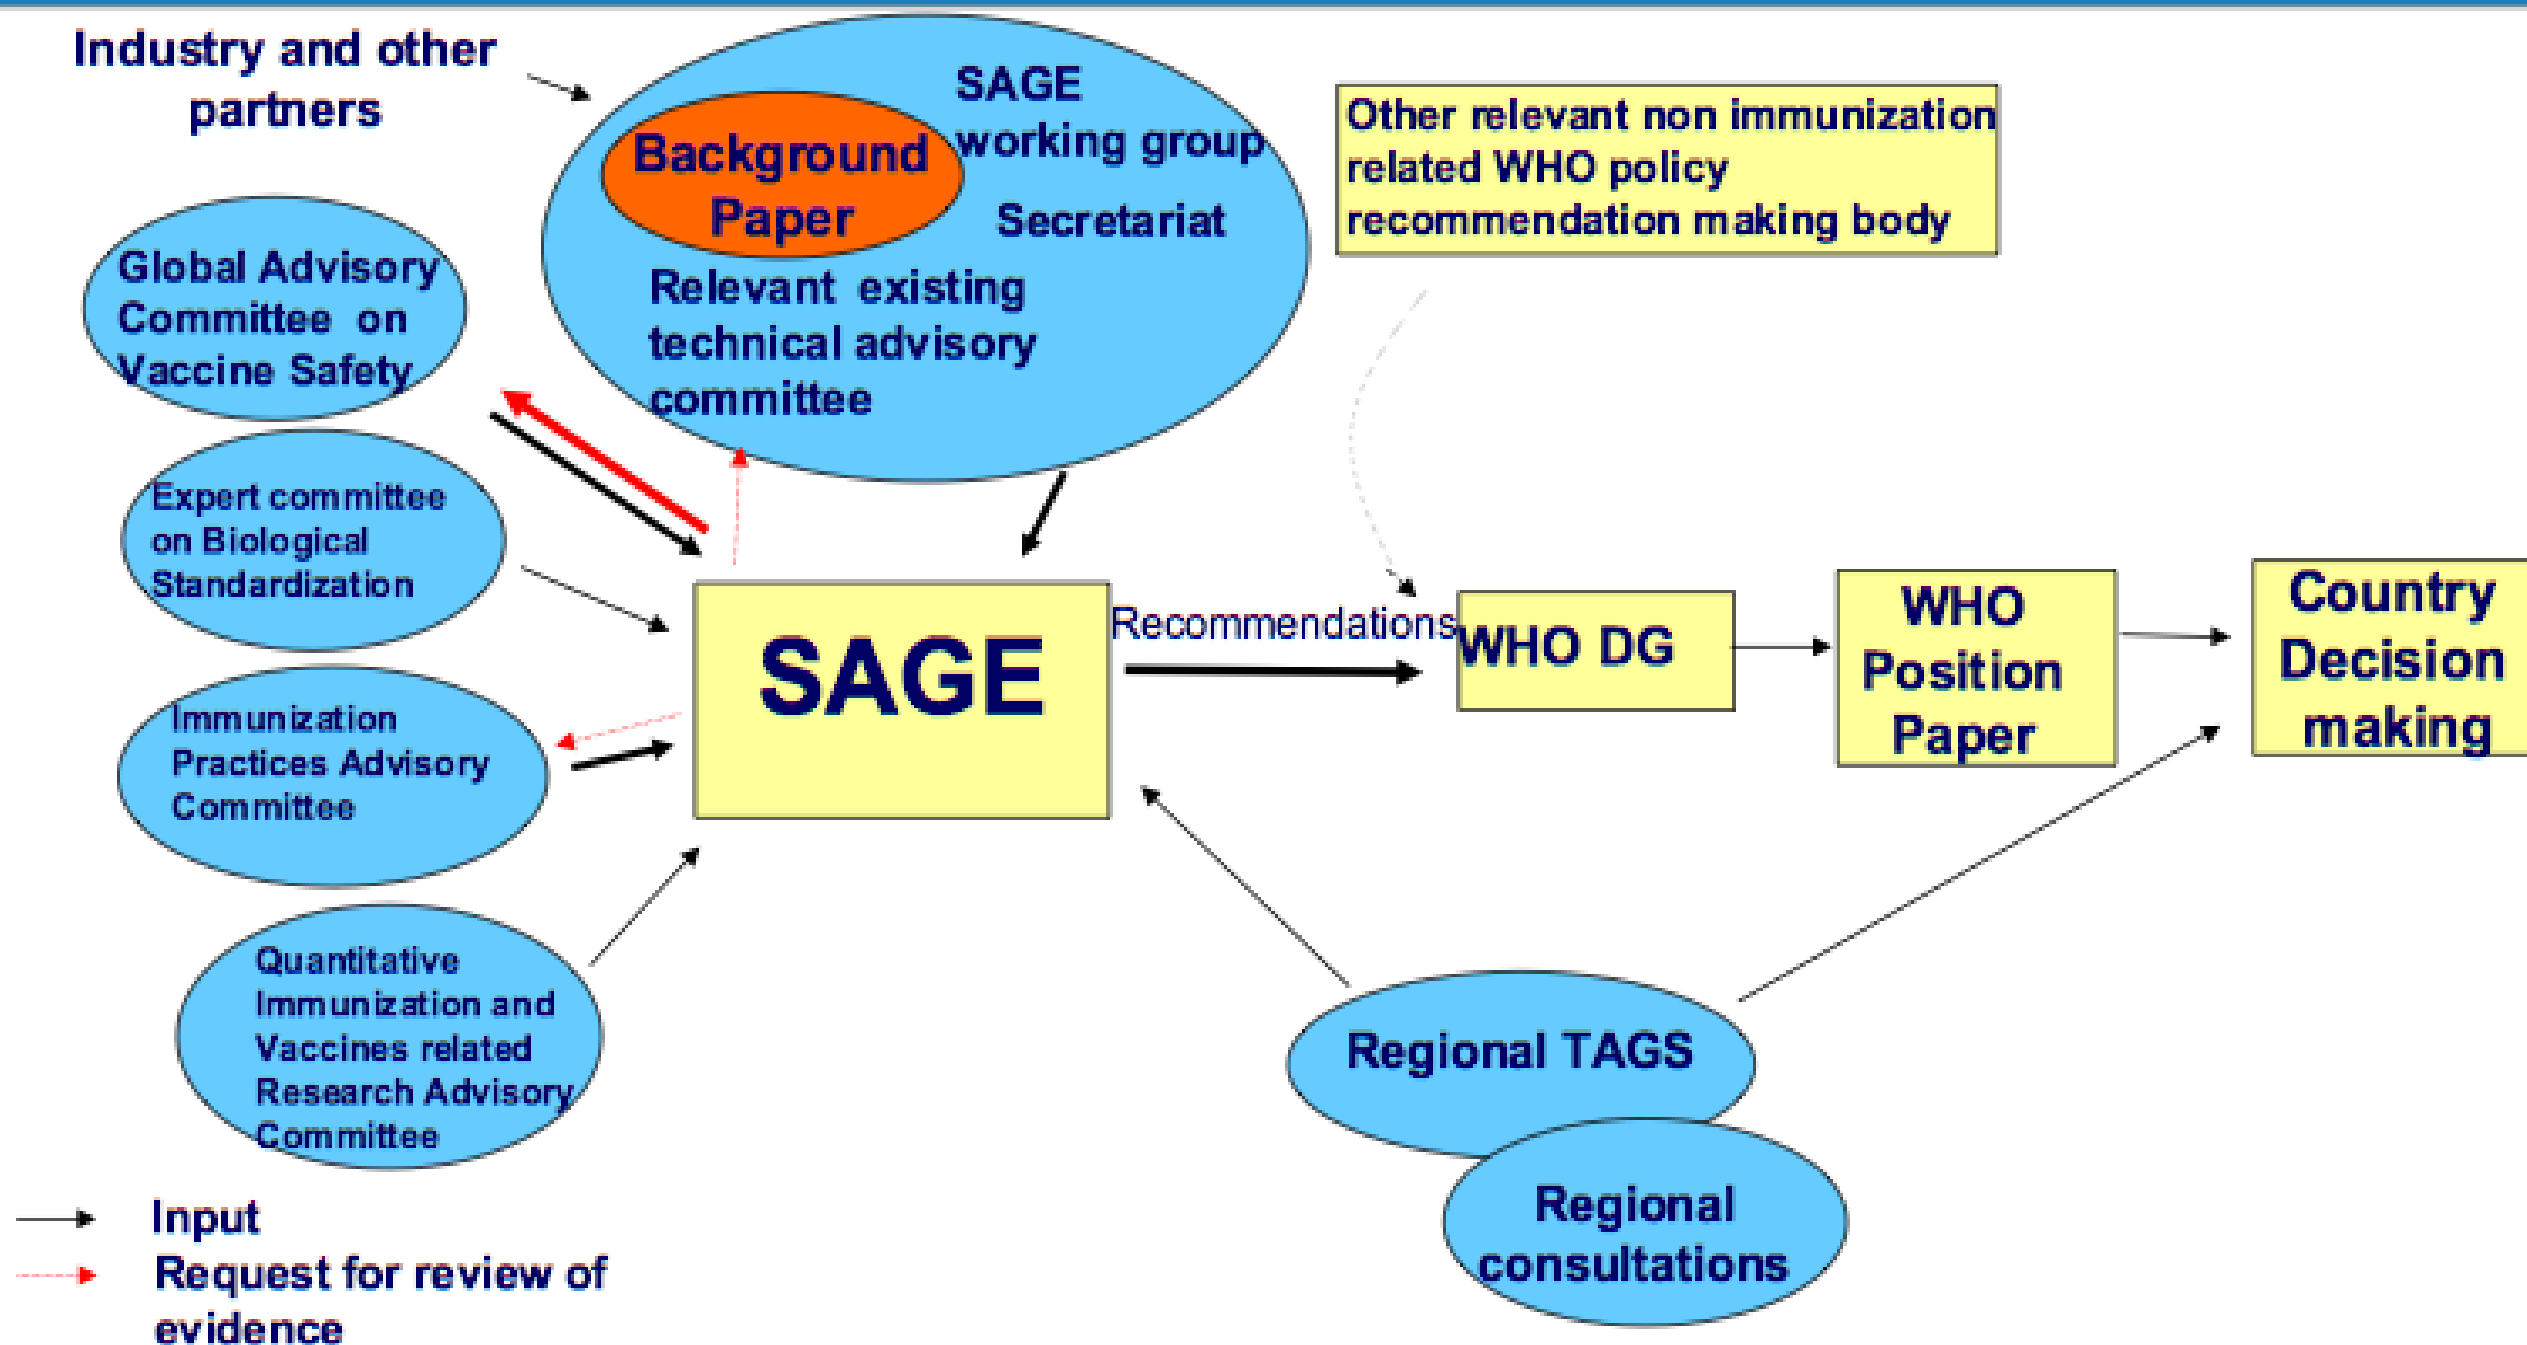 Industry and other
partners
SAGE
working group
Background
Paper
Secretariat
Relevant existing
technical advisory
committee
Other relevant non immunization
related WHO policy
recommendation making body
Global Advisory
Committee on
Vaccine Safety
Expert committee
on Biological
Standardization
Immunization
Practices Advisory
Committee
Quantitative
Immunization and
Vaccines related
Research Advisory
Committee
SAGE
Recommendations
WHO DG
WHO
Position
Paper
Country
Decision
making
Regional TAGS
Regional
consultations
Input
Request for review of
evidence